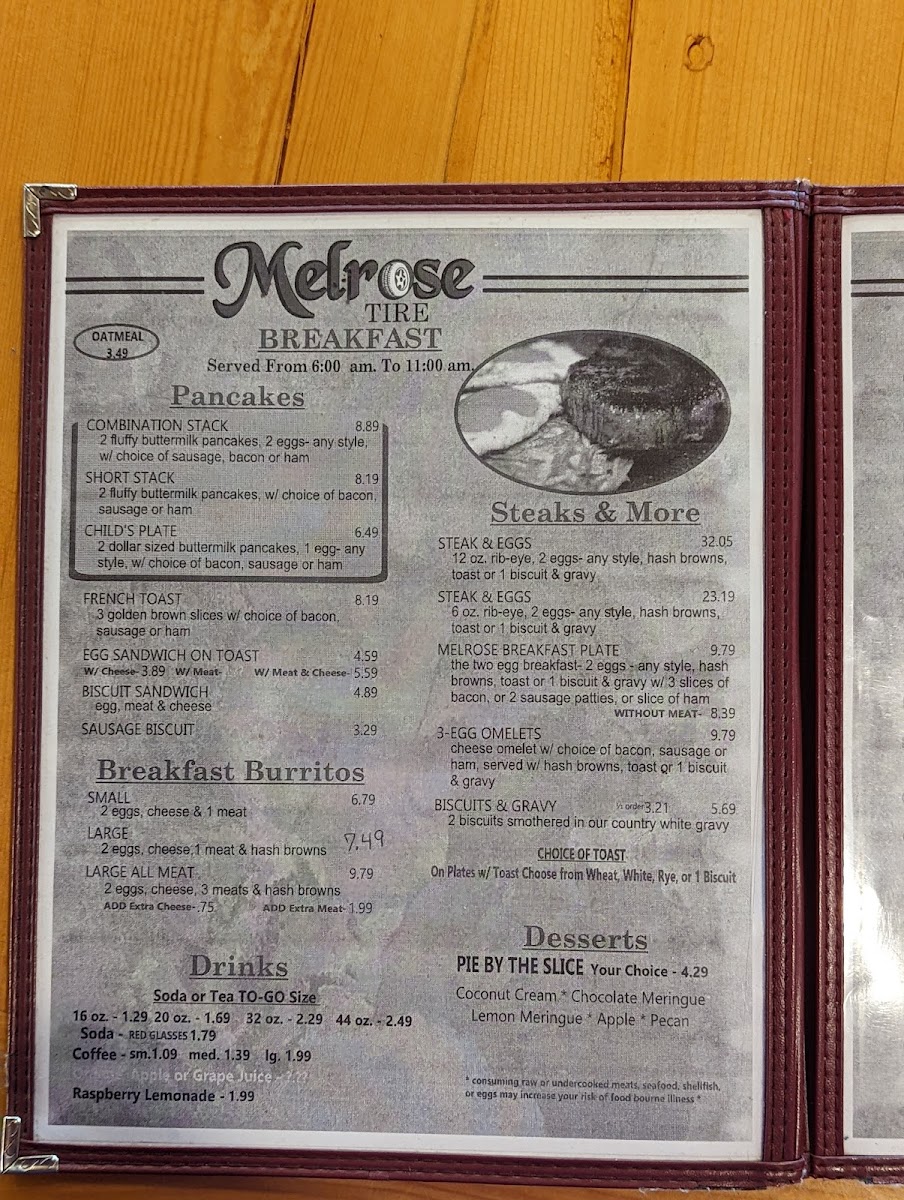 Melrose
TIRE
BREAKFAST
Served From 6:00 am. To 11:00 am.
OATMEAL
3.49
Pancakes
COMBINATION STACK 8.89
2 fluffy buttermilk pancakes, 2 eggs- any style,
w/ choice of sausage, bacon or ham
SHORT STACK 8.19
2 fluffy buttermilk pancakes, w/ choice of bacon,
sausage or ham
CHILD'S PLATE 6.49
2 dollar sized buttermilk pancakes, 1 egg- any
style, w/ choice of bacon, sausage or ham
FRENCH TOAST 8.19
3 golden brown slices w/ choice of bacon,
sausage or ham
EGG SANDWICH ON TOAST 4.59
W/ Cheese- 3.89 W/ Meat- W/ Meat & Cheese- 5.59
BISCUIT SANDWICH 4.89
egg, meat & cheese
SAUSAGE BISCUIT 3.29
Breakfast Burritos
SMALL 6.79
2 eggs, cheese & 1 meat
LARGE 7.49
2 eggs, cheese,1 meat & hash browns
LARGE ALL MEAT 9.79
2 eggs, cheese, 3 meats & hash browns
ADD Extra Cheese-.75 ADD Extra Meat- 1.99
Drinks
Soda or Tea TO-GO Size
16 oz. - 1.29 20 oz. - 1.69 32 oz. - 2.29 44 oz. - 2.49
Soda - RED GLASSES 1.79
Coffee - sm.1.09 med. 1.39 lg. 1.99
Apple or Grape Juice - 2.??
Raspberry Lemonade - 1.99
Steaks & More
STEAK & EGGS 32.05
12 oz. rib-eye, 2 eggs- any style, hash browns,
toast or 1 biscuit & gravy
STEAK & EGGS 23.19
6 oz. rib-eye, 2 eggs- any style, hash browns,
toast or 1 biscuit & gravy
MELROSE BREAKFAST PLATE 9.79
the two egg breakfast- 2 eggs - any style, hash
browns, toast or 1 biscuit & gravy w/ 3 slices of
bacon, or 2 sausage patties, or slice of ham
WITHOUT MEAT- 8.39
3-EGG OMELETS 9.79
cheese omelet w/ choice of bacon, sausage or
ham, served w/ hash browns, toast or 1 biscuit
& gravy
BISCUITS & GRAVY ½ order 3.21 5.69
2 biscuits smothered in our country white gravy
CHOICE OF TOAST
On Plates w/ Toast Choose from Wheat, White, Rye, or 1 Biscuit
Desserts
PIE BY THE SLICE Your Choice - 4.29
Coconut Cream * Chocolate Meringue
Lemon Meringue * Apple * Pecan
* consuming raw or undercooked meats, seafood, shellfish,
or eggs may increase your risk of food bourne illness *